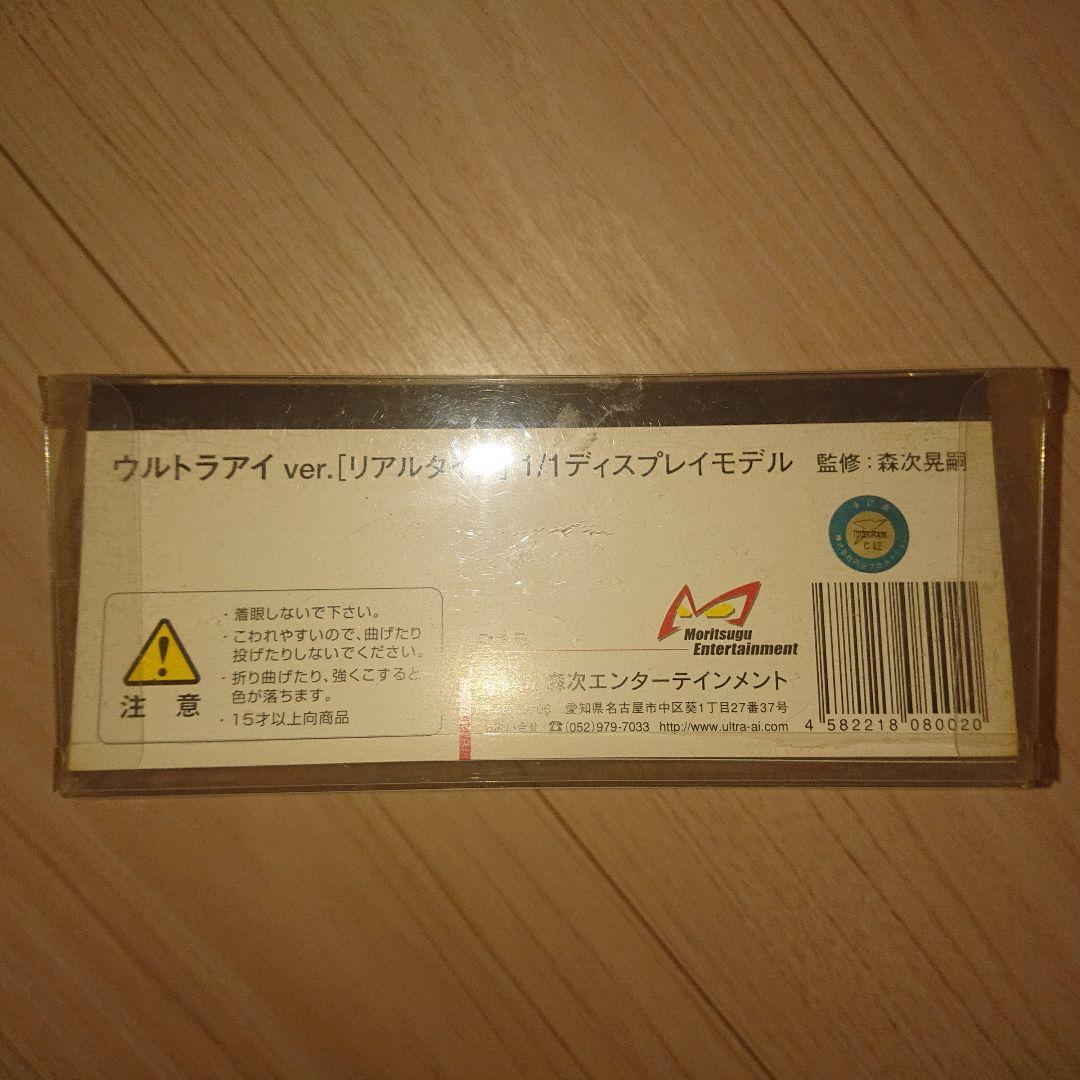 ウルトラアイ ver.[リアルタイ 1/1ディスプレイモデル 監修：森次晃嗣
TSUBURAYA
C 証
・着眼しないで下さい。
・こわれやすいので、曲げたり
投げたりしないでください。
・折り曲げたり、強くこすると
色が落ちます。
・15才以上向商品
注 意
Moritsugu
Entertainment
森次エンターテインメント
愛知県名古屋市中区葵1丁目27番37号
☎(052)979-7033 http://www.ultra-ai.com
4 582218 080020